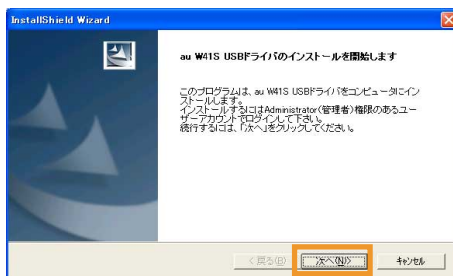 InstallShield Wizard
au W41S USBドライバのインストールを開始します
このプログラムは、au W41S USBドライバをコンピュータにイン
ストールします。
インストールするにはAdministrator(管理者)権限のあるユー
ザーアカウントでログインして下さい。
続行するには、「次へ」をクリックしてください。
< 戻る(B)
次へ(N)>
キャンセル